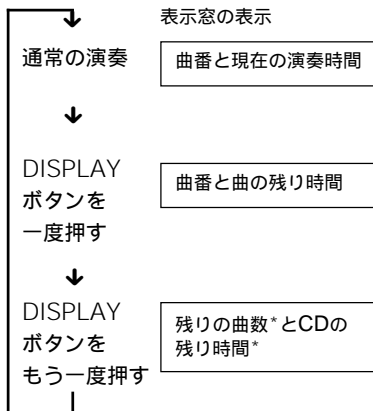 表示窓の表示
通常の演奏
曲番と現在の演奏時間
DISPLAY
ボタンを
一度押す
曲番と曲の残り時間
DISPLAY
ボタンを
もう一度押す
残りの曲数*とCDの
残り時間*